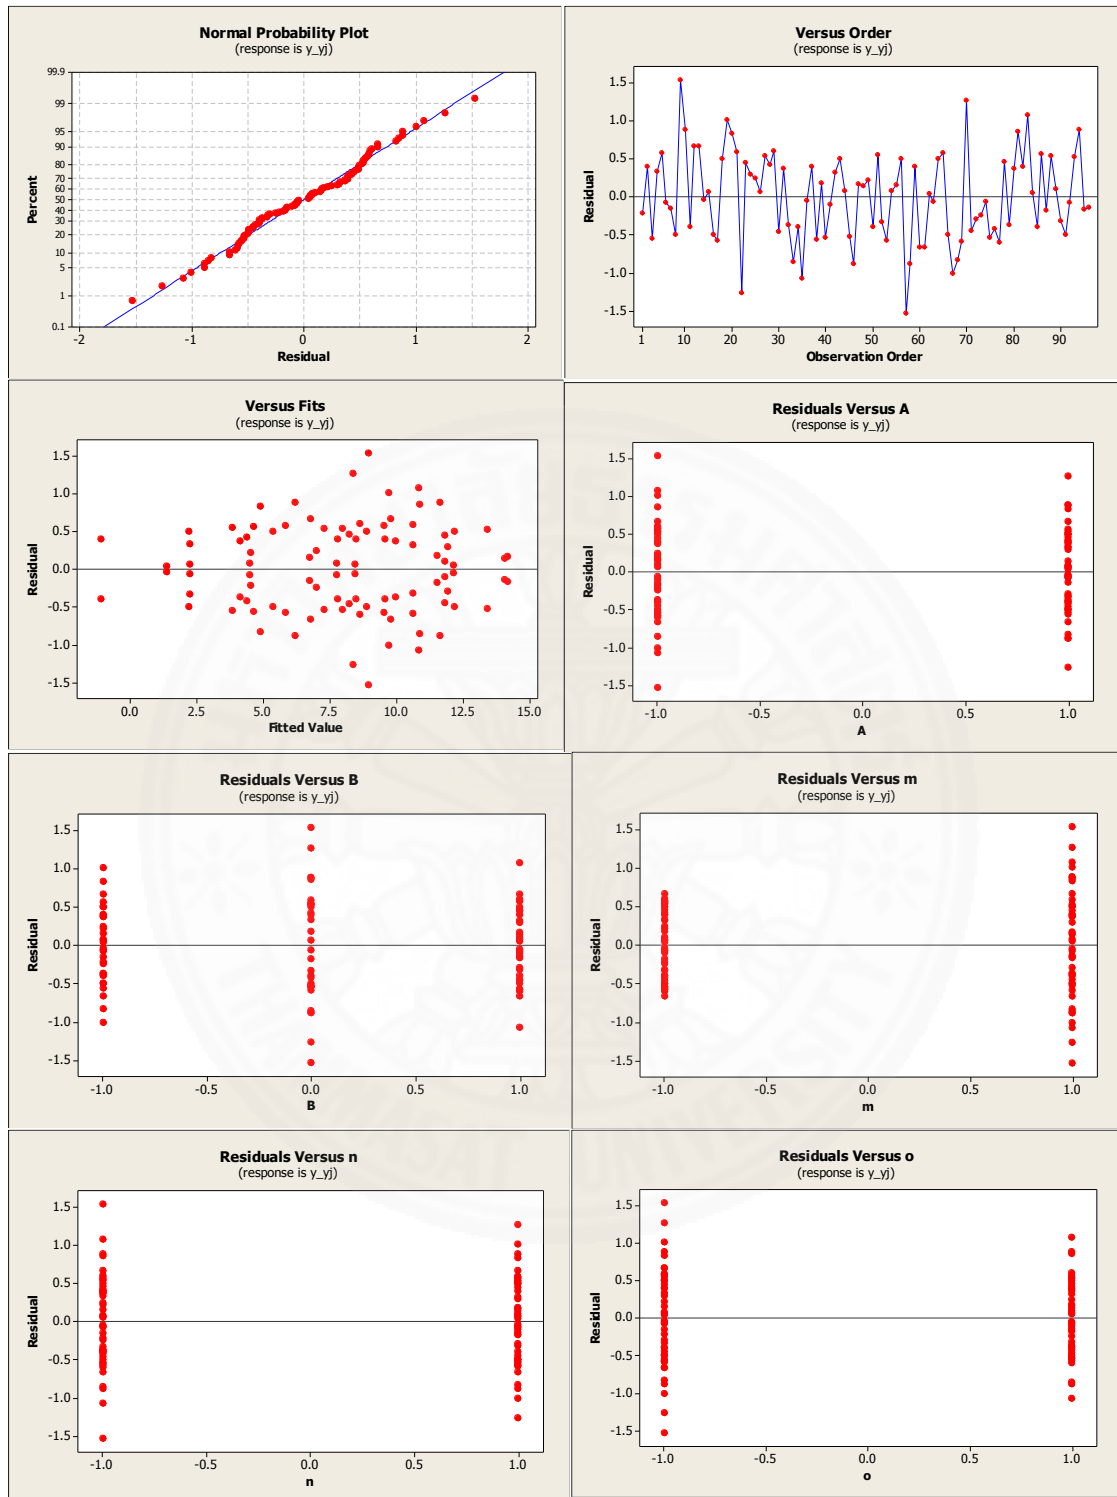 Normal Probability Plot
(response is y_yj)
99.9
99
95
90
80
70
60
50
40
30
20
10
5
1
0.1
Percent
-2 -1 0 1 2
Residual
Versus Order
(response is y_yj)
1.5
1.0
0.5
0.0
-0.5
-1.0
-1.5
Residual
1 10 20 30 40 50 60 70 80 90
Observation Order
Versus Fits
(response is y_yj)
1.5
1.0
0.5
0.0
-0.5
-1.0
-1.5
Residual
0.0 2.5 5.0 7.5 10.0 12.5 15.0
Fitted Value
Residuals Versus A
(response is y_yj)
1.5
1.0
0.5
0.0
-0.5
-1.0
-1.5
Residual
-1.0 -0.5 0.0 0.5 1.0
A
Residuals Versus B
(response is y_yj)
1.5
1.0
0.5
0.0
-0.5
-1.0
-1.5
Residual
-1.0 -0.5 0.0 0.5 1.0
B
Residuals Versus m
(response is y_yj)
1.5
1.0
0.5
0.0
-0.5
-1.0
-1.5
Residual
-1.0 -0.5 0.0 0.5 1.0
m
Residuals Versus n
(response is y_yj)
1.5
1.0
0.5
0.0
-0.5
-1.0
-1.5
Residual
-1.0 -0.5 0.0 0.5 1.0
n
Residuals Versus o
(response is y_yj)
1.5
1.0
0.5
0.0
-0.5
-1.0
-1.5
Residual
-1.0 -0.5 0.0 0.5 1.0
o
THAMMASAT UNIVERSITY